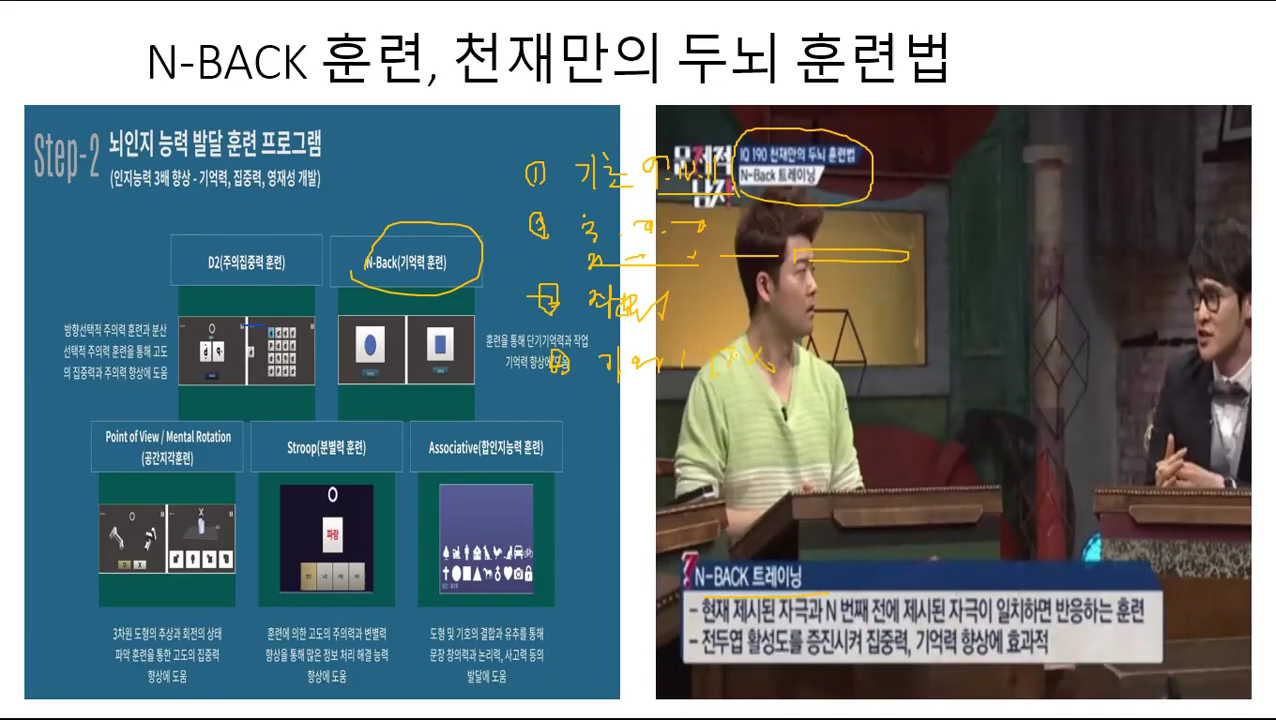 N-BACK 훈련, 천재만의 두뇌 훈련법
Step-2 뇌인지 능력 발달 훈련 프로그램
(인지능력 3배 향상 - 기억력, 집중력, 영재성 개발)
D2(주의집중력 훈련)
N-Back(기억력 훈련)
방향선택적 주의력 훈련과 분산
선택적 주의력 훈련을 통해 고도
의 집중력과 주의력 향상에 도움
훈련을 통해 단기기억력과 작업
기억력 향상에 도움
Point of View / Mental Rotation
(공간지각훈련)
Stroop(분별력 훈련)
Associative(합인지능력 훈련)
파랑
3차원 도형의 추상과 회전의 상태
파악 훈련을 통한 고도의 집중력
향상에 도움
훈련에 의한 고도의 주의력과 변별력
향상을 통해 많은 정보 처리 해결 능력
향상에 도움
도형 및 기호의 결합과 유추를 통해
문장 창의력과 논리력, 사고력 등의
발달에 도움
문제적
남자
IQ 190 천재만의 두뇌 훈련법
N-Back 트레이닝
① 기초
N-BACK 트레이닝
- 현재 제시된 자극과 N 번째 전에 제시된 자극이 일치하면 반응하는 훈련
- 전두엽 활성도를 증진시켜 집중력, 기억력 향상에 효과적